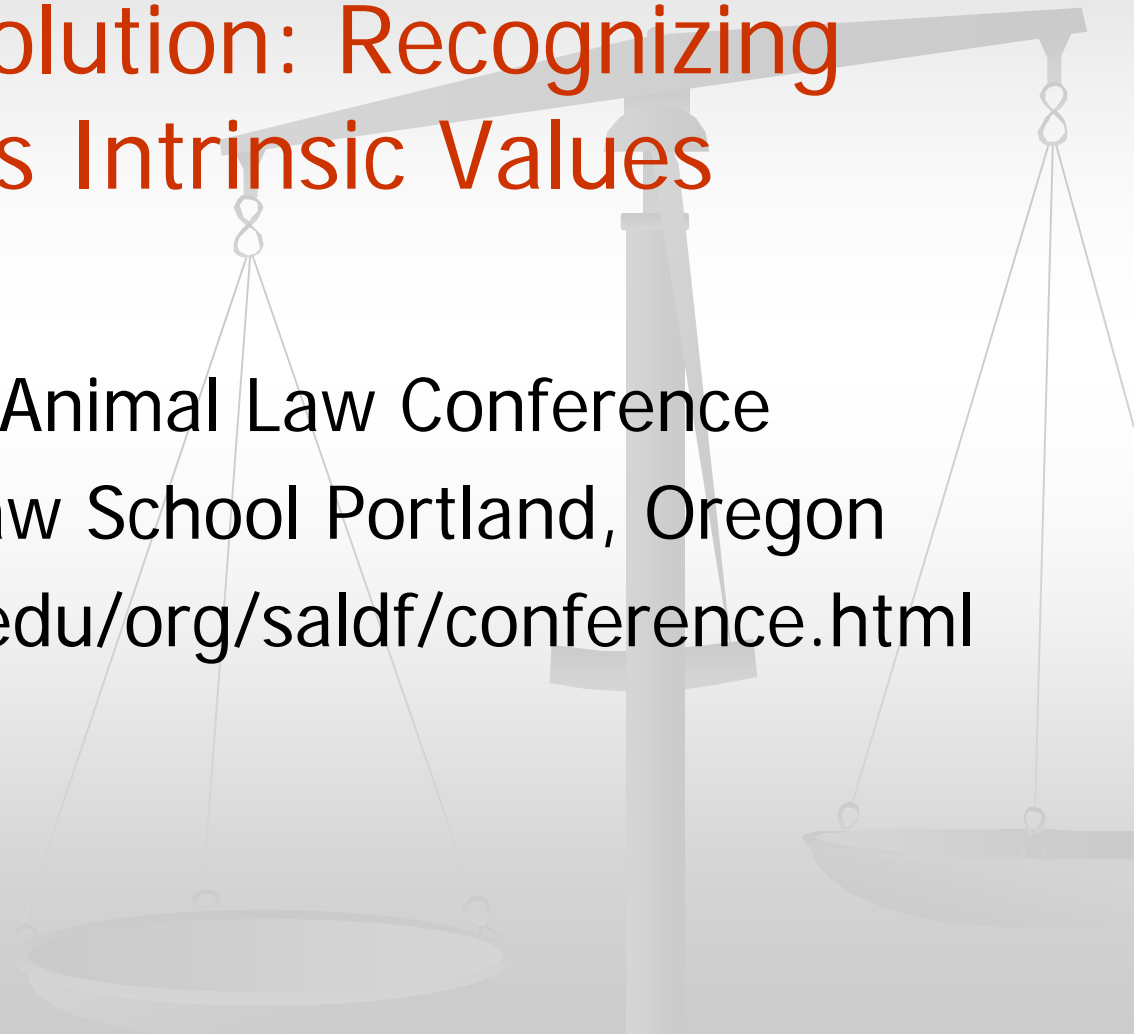 olution: Recognizing
s Intrinsic Values
Animal Law Conference
aw School Portland, Oregon
edu/org/saldf/conference.html